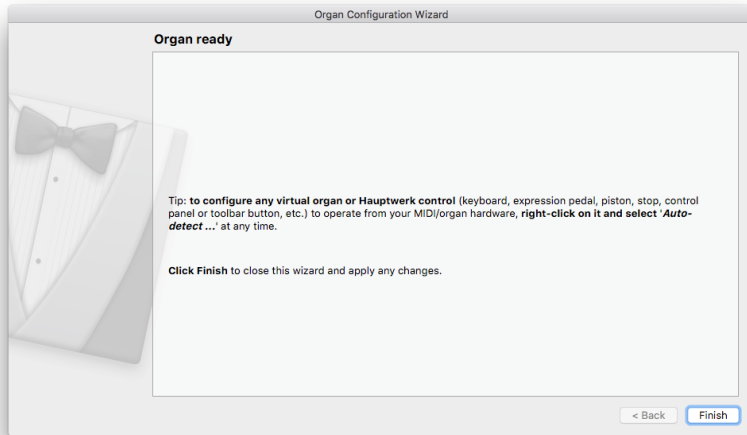 Organ Configuration Wizard
Organ ready
Tip: to configure any virtual organ or Hauptwerk control (keyboard, expression pedal, piston, stop, control
panel or toolbar button, etc.) to operate from your MIDI/organ hardware, right-click on it and select 'Auto-
detect ...' at any time.
Click Finish to close this wizard and apply any changes.
< Back
Finish